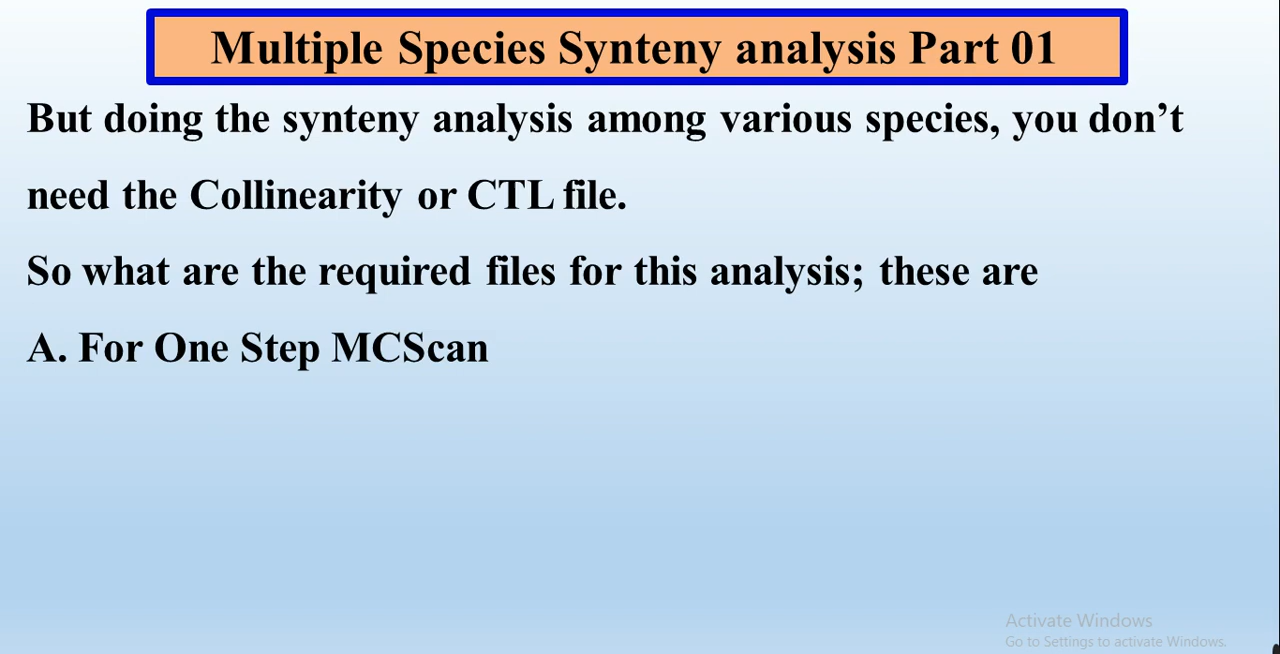 Multiple Species Synteny analysis Part 01
But doing the synteny analysis among various species, you don’t
need the Collinearity or CTL file.
So what are the required files for this analysis; these are
A. For One Step MCScan
Activate Windows
Go to Settings to activate Windows.